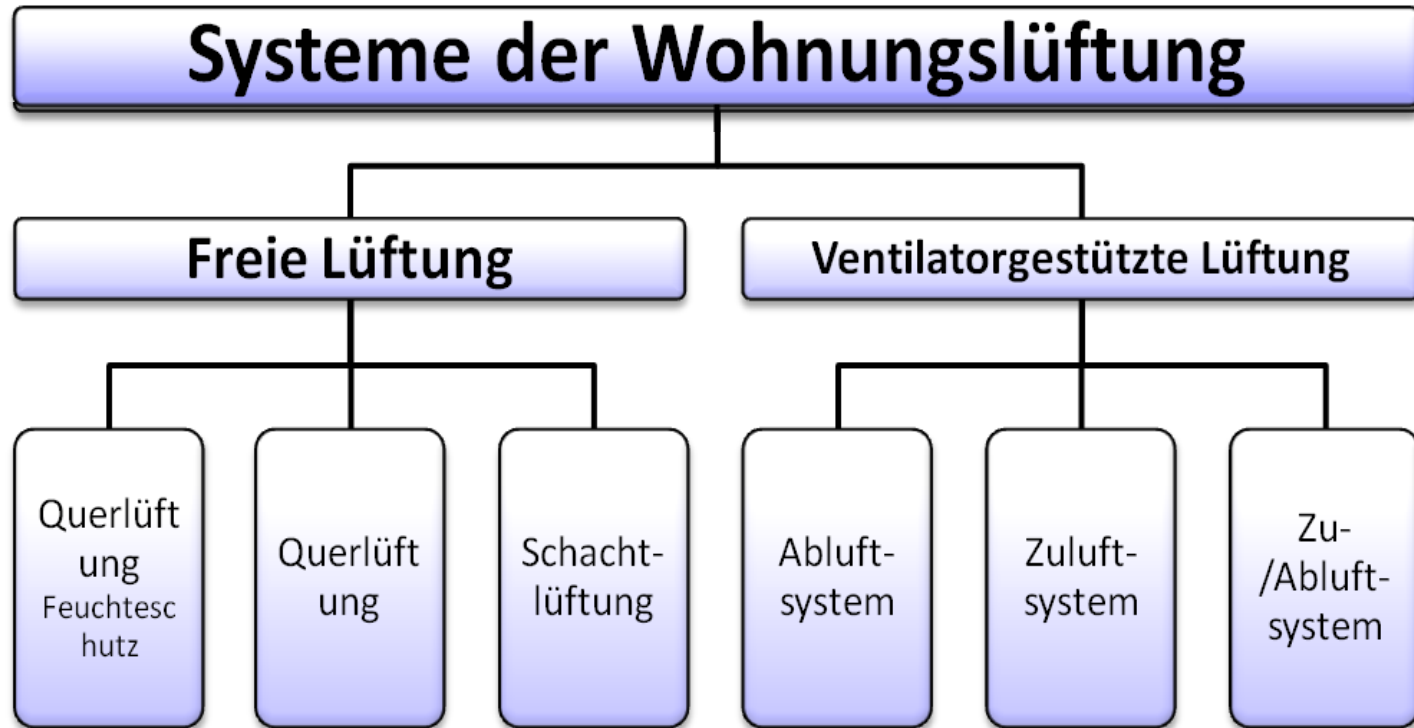 Systeme der Wohnungslüftung
Freie Lüftung
Ventilatorgestützte Lüftung
Querlüft
ung
Feuchtesc
hutz
Querlüft
ung
Schacht-
lüftung
Abluft-
system
Zuluft-
system
Zu-
/Abluft-
system